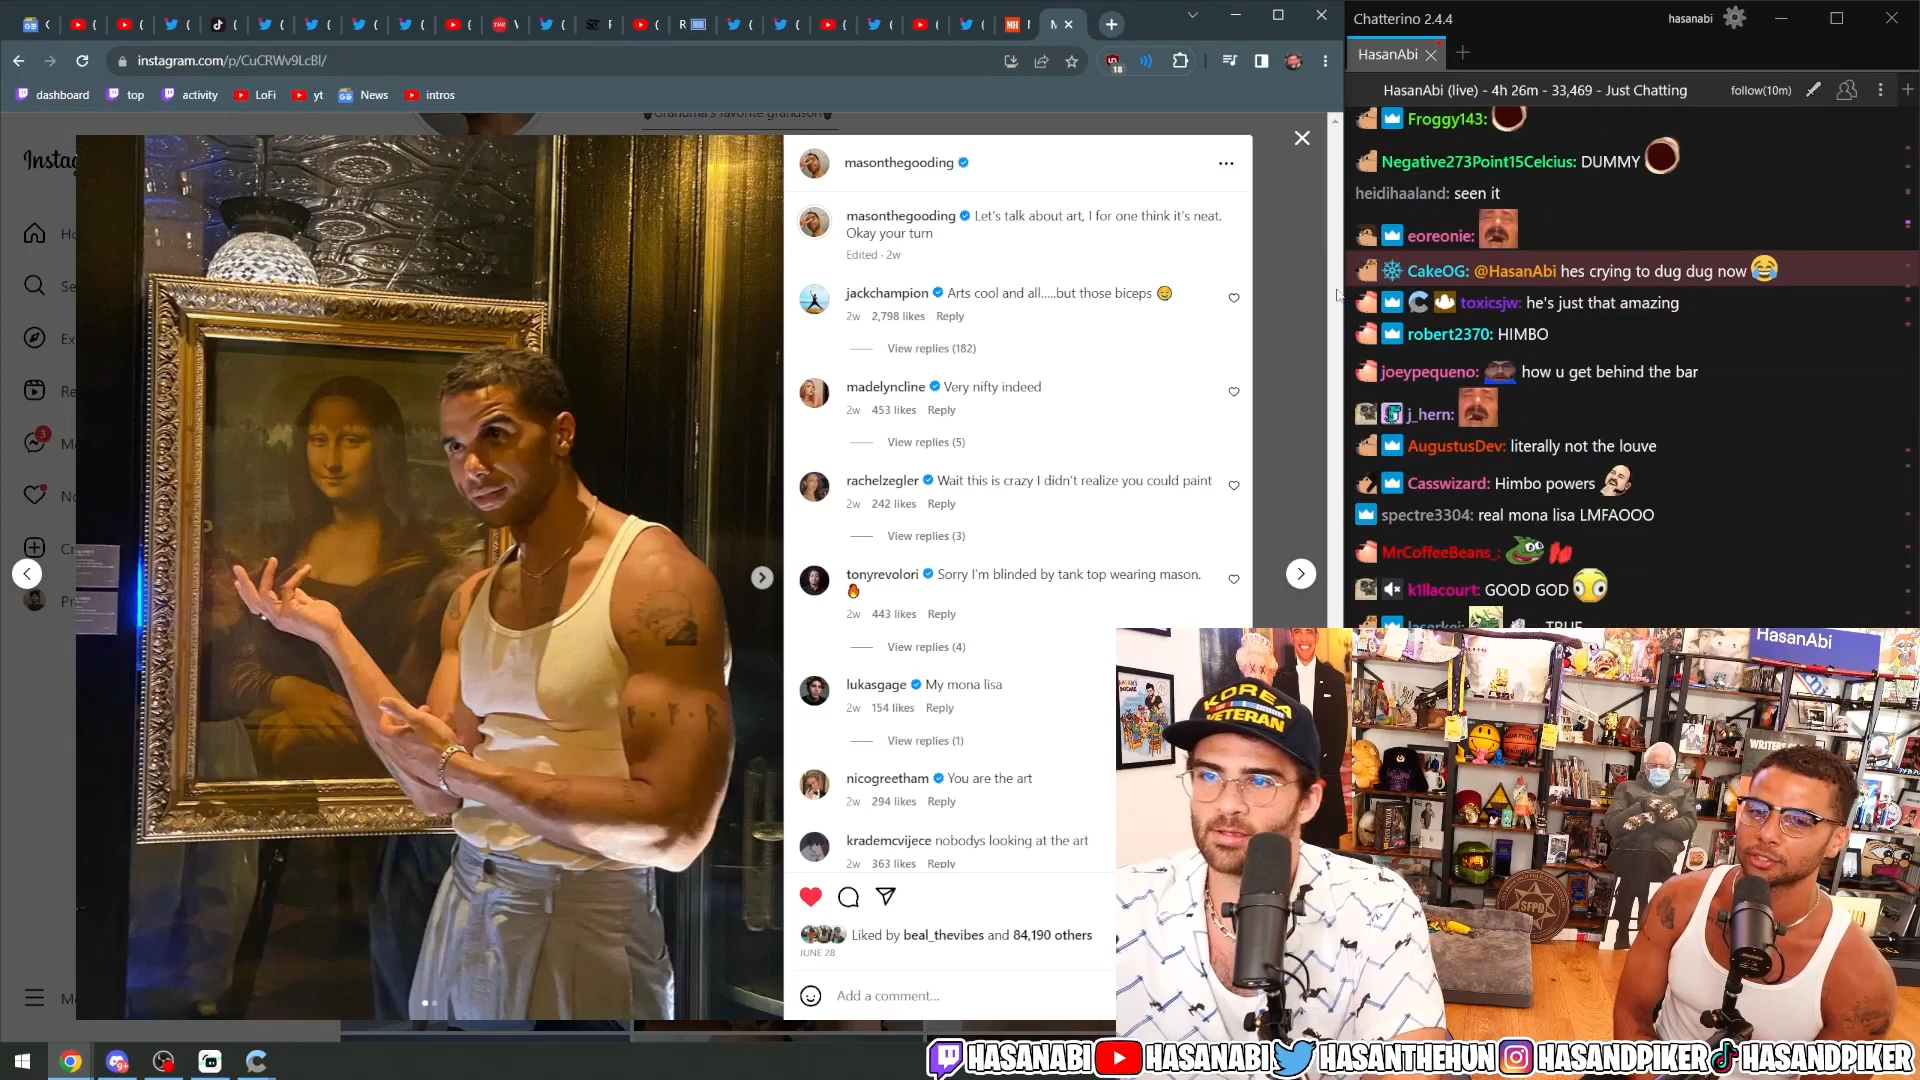 instagram.com/p/CuCRWv9LcBl/
18
dashboard
top
activity
LoFi
yt
News
intros
"Grandma's favorite grandson"
masonthegooding
masonthegooding Let's talk about art, I for one think it's neat.
Okay your turn
Edited · 2w
jackchampion Arts cool and all.....but those biceps
2w 2,798 likes Reply
View replies (182)
madelyncline Very nifty indeed
2w 453 likes Reply
View replies (5)
rachelzegler Wait this is crazy I didn't realize you could paint
2w 242 likes Reply
View replies (3)
tonyrevolori Sorry I'm blinded by tank top wearing mason.
2w 443 likes Reply
View replies (4)
lukasgage My mona lisa
2w 154 likes Reply
View replies (1)
nicogreetham You are the art
2w 294 likes Reply
krademcvijece nobodys looking at the art
2w 363 likes Reply
Liked by beal_thevibes and 84,190 others
JUNE 28
Add a comment...
3
Chatterino 2.4.4
hasanabi
HasanAbi
HasanAbi (live) - 4h 26m - 33,469 - Just Chatting
follow(10m)
Froggy143:
Negative273Point15Celcius: DUMMY
heidihaaland: seen it
eoreonie:
CakeOG: @HasanAbi hes crying to dug dug now
toxicsjw: he's just that amazing
robert2370: HIMBO
joeypequeno: how u get behind the bar
j_hern:
AugustusDev: literally not the louve
Casswizard: Himbo powers
spectre3304: real mona lisa LMFAOOO
MrCoffeeBeans_:
k1llacourt: GOOD GOD
laserkei: TRUE
HasanAbi
KOREA
VETERAN
SFPD
HASANABI HASANABI HASANTHEHUN HASANDPIKER HASANDPIKER